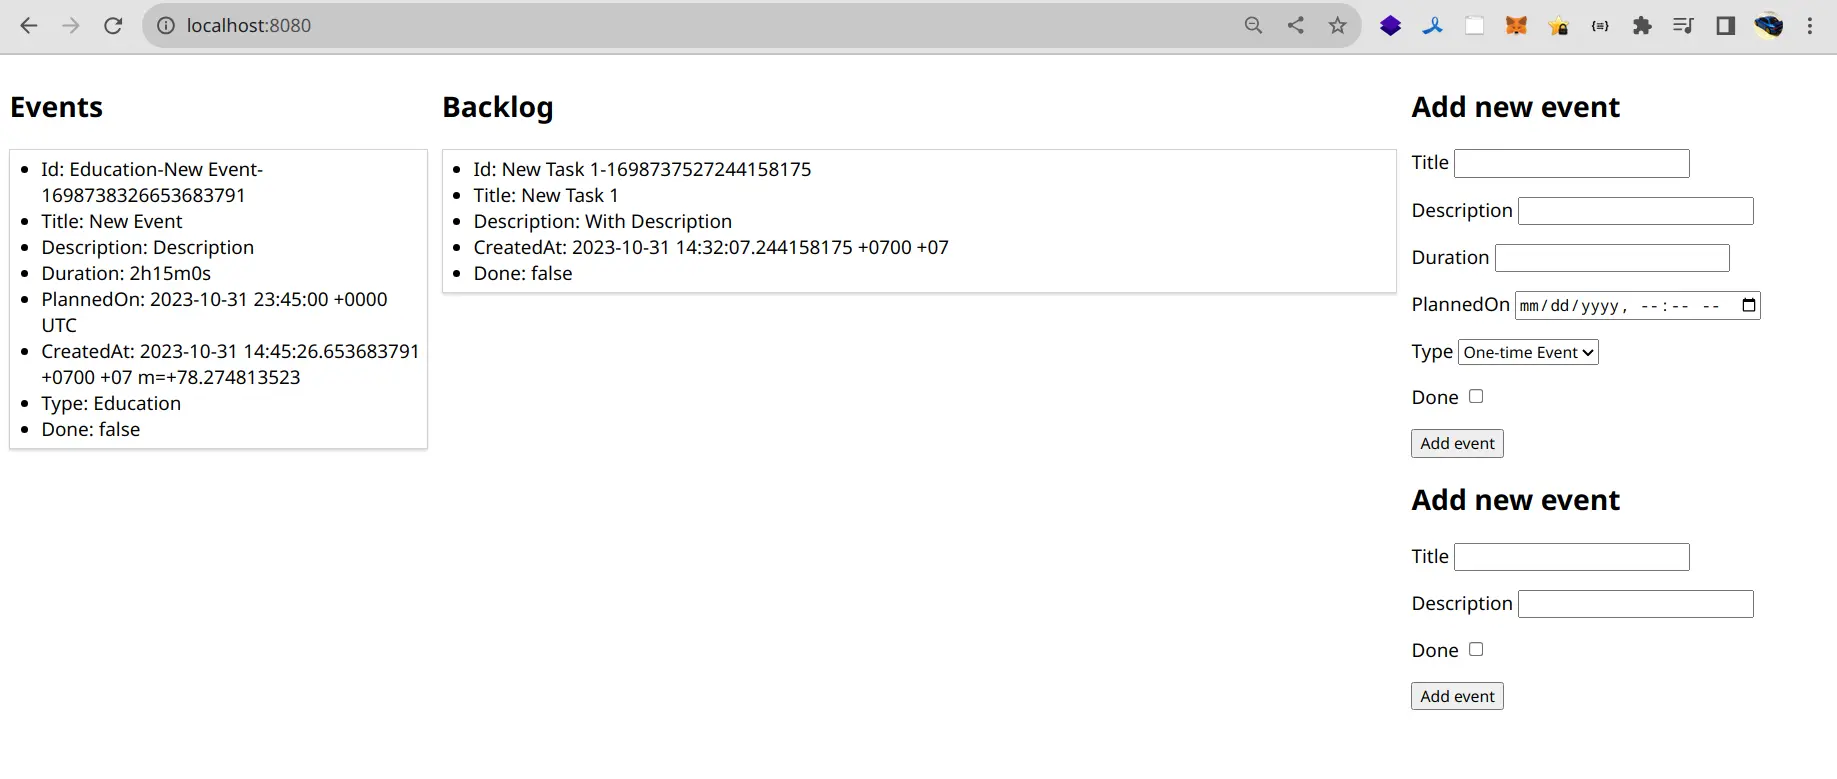 localhost:8080
Events
Id: Education-New Event-
1698738326653683791
Title: New Event
Description: Description
Duration: 2h15m0s
PlannedOn: 2023-10-31 23:45:00 +0000
UTC
CreatedAt: 2023-10-31 14:45:26.653683791
+0700 +07 m=+78.274813523
Type: Education
Done: false
Backlog
Id: New Task 1-1698737527244158175
Title: New Task 1
Description: With Description
CreatedAt: 2023-10-31 14:32:07.244158175 +0700 +07
Done: false
Add new event
Title
Description
Duration
PlannedOn mm/dd/yyyy, --:-- --
Type One-time Event
Done
Add event
Add new event
Title
Description
Done
Add event